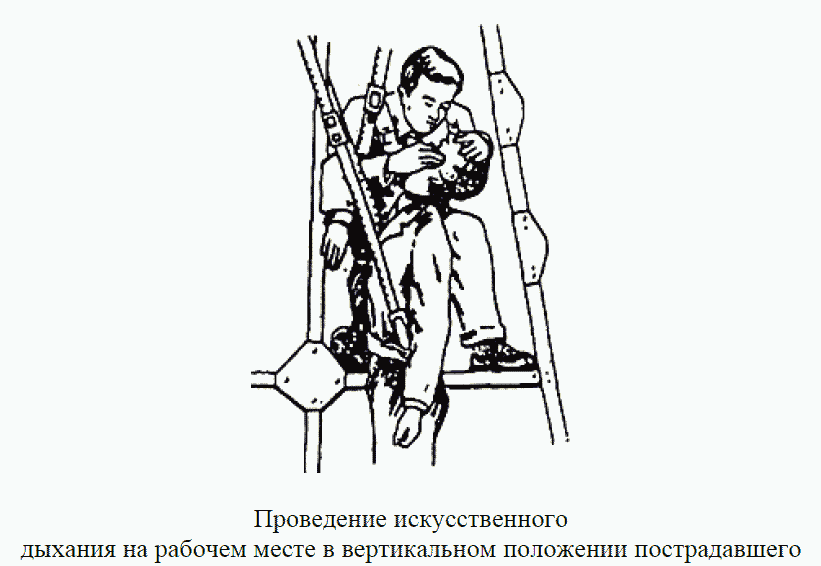 Проведение искусственного
дыхания на рабочем месте в вертикальном положении пострадавшего